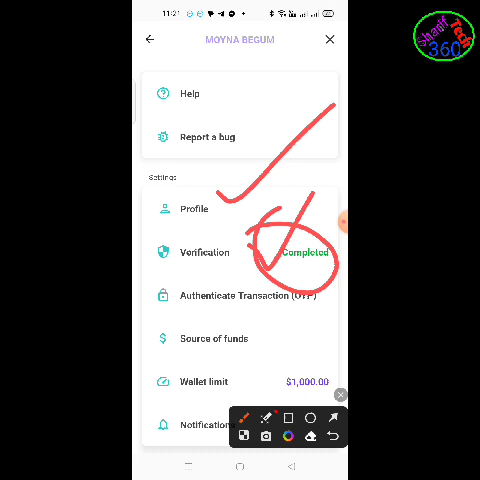 11:21
MOYNA BEGUM
Help
Report a bug
Settings
Profile
Verification Completed
Authenticate Transaction (OTP)
Source of funds
Wallet limit $1,000.00
Notifications
Sharif Tech
360